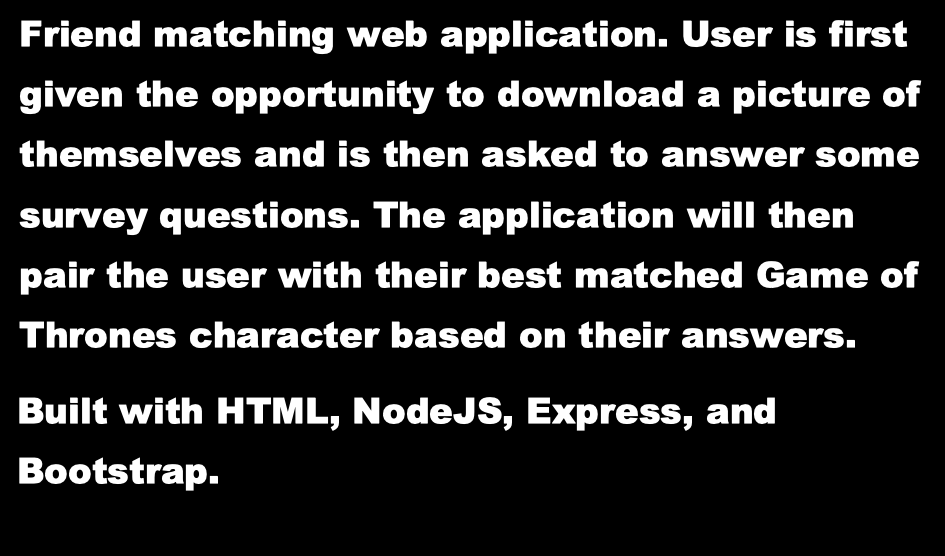 Friend matching web application. User is first
given the opportunity to download a picture of
themselves and is then asked to answer some
survey questions. The application will then
pair the user with their best matched Game of
Thrones character based on their answers.
Built with HTML, NodeJS, Express, and
Bootstrap.